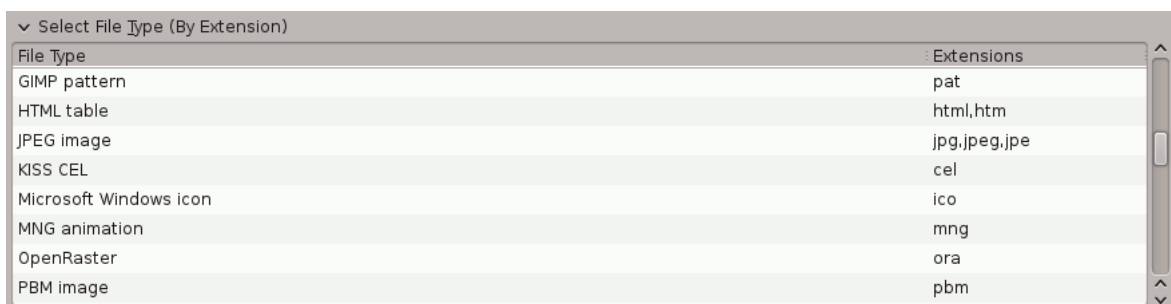 Select File Type (By Extension)
File Type Extensions
GIMP pattern pat
HTML table html,htm
JPEG image jpg,jpeg,jpe
KISS CEL cel
Microsoft Windows icon ico
MNG animation mng
OpenRaster ora
PBM image pbm